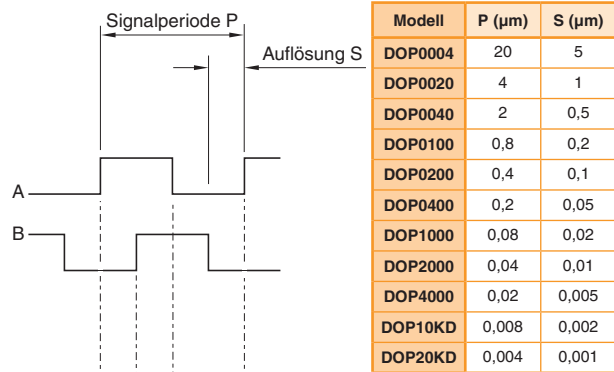 Signalperiode P
Auflösung S
A
B
Modell P (µm) S (µm)
DOP0004 20 5
DOP0020 4 1
DOP0040 2 0,5
DOP0100 0,8 0,2
DOP0200 0,4 0,1
DOP0400 0,2 0,05
DOP1000 0,08 0,02
DOP2000 0,04 0,01
DOP4000 0,02 0,005
DOP10KD 0,008 0,002
DOP20KD 0,004 0,001